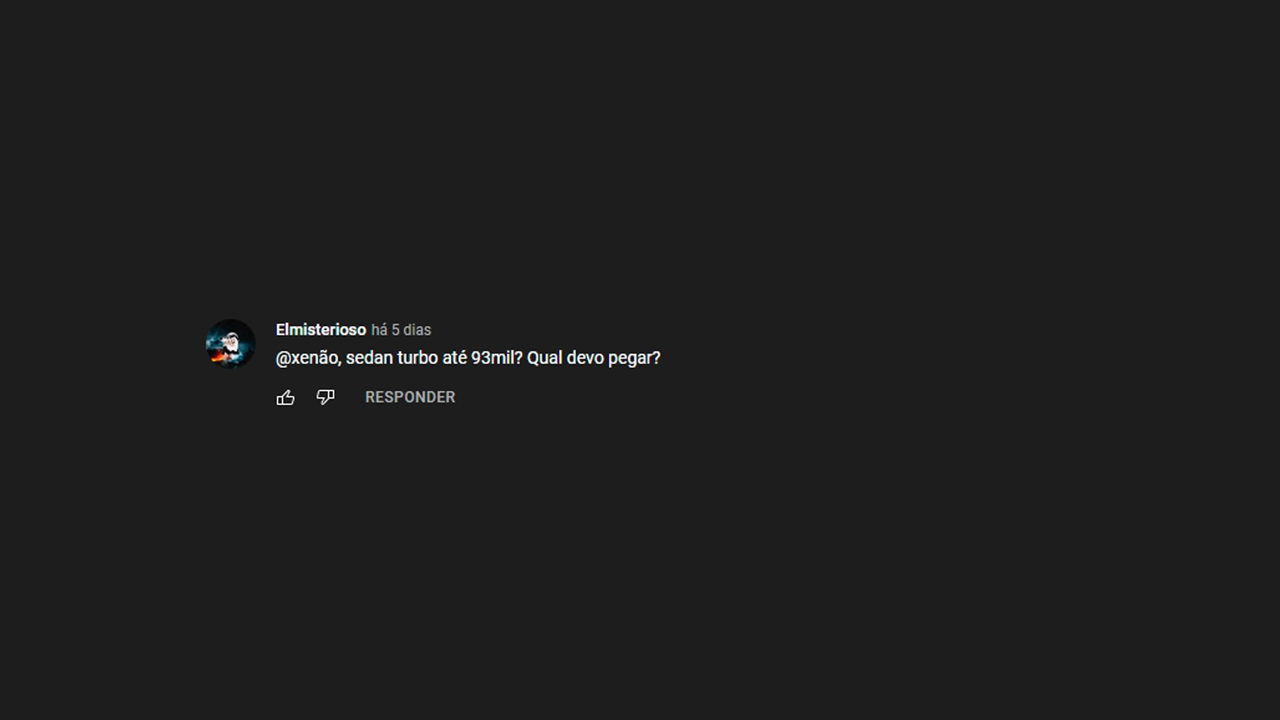 Elmisterioso há 5 dias
@xenão, sedan turbo até 93mil? Qual devo pegar?
RESPONDER